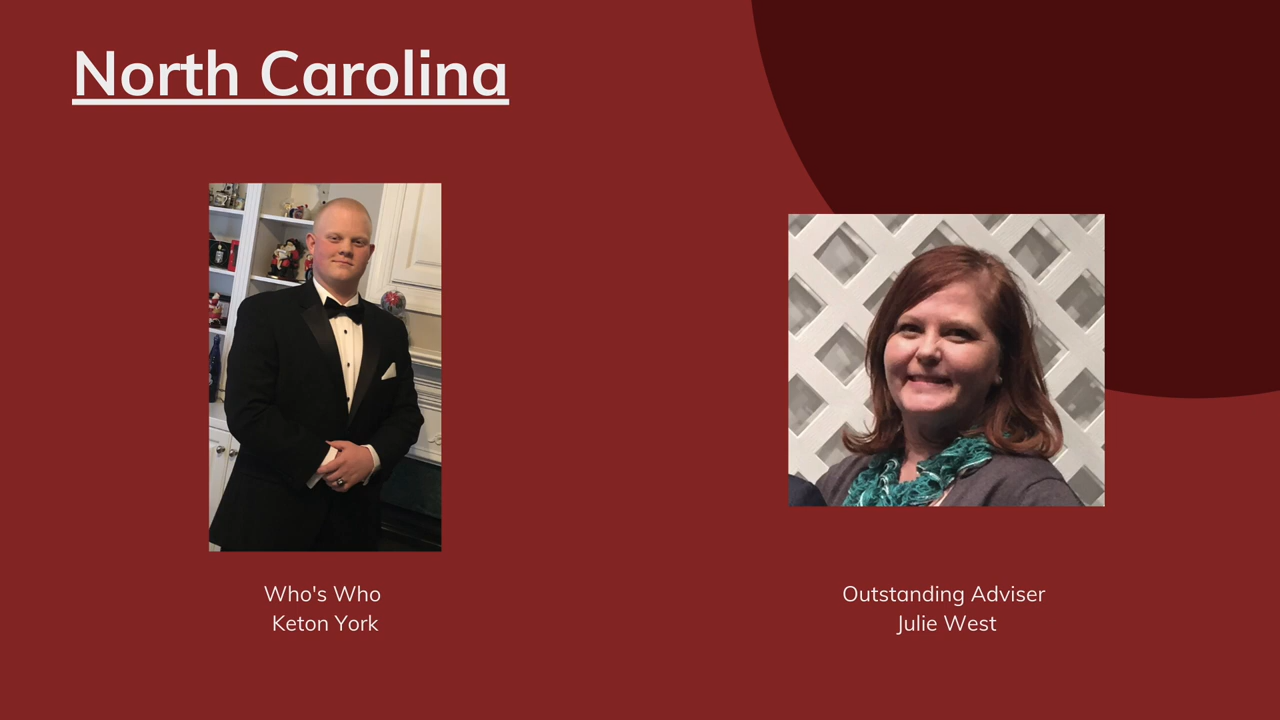 North Carolina
Who's Who
Keton York
Outstanding Adviser
Julie West